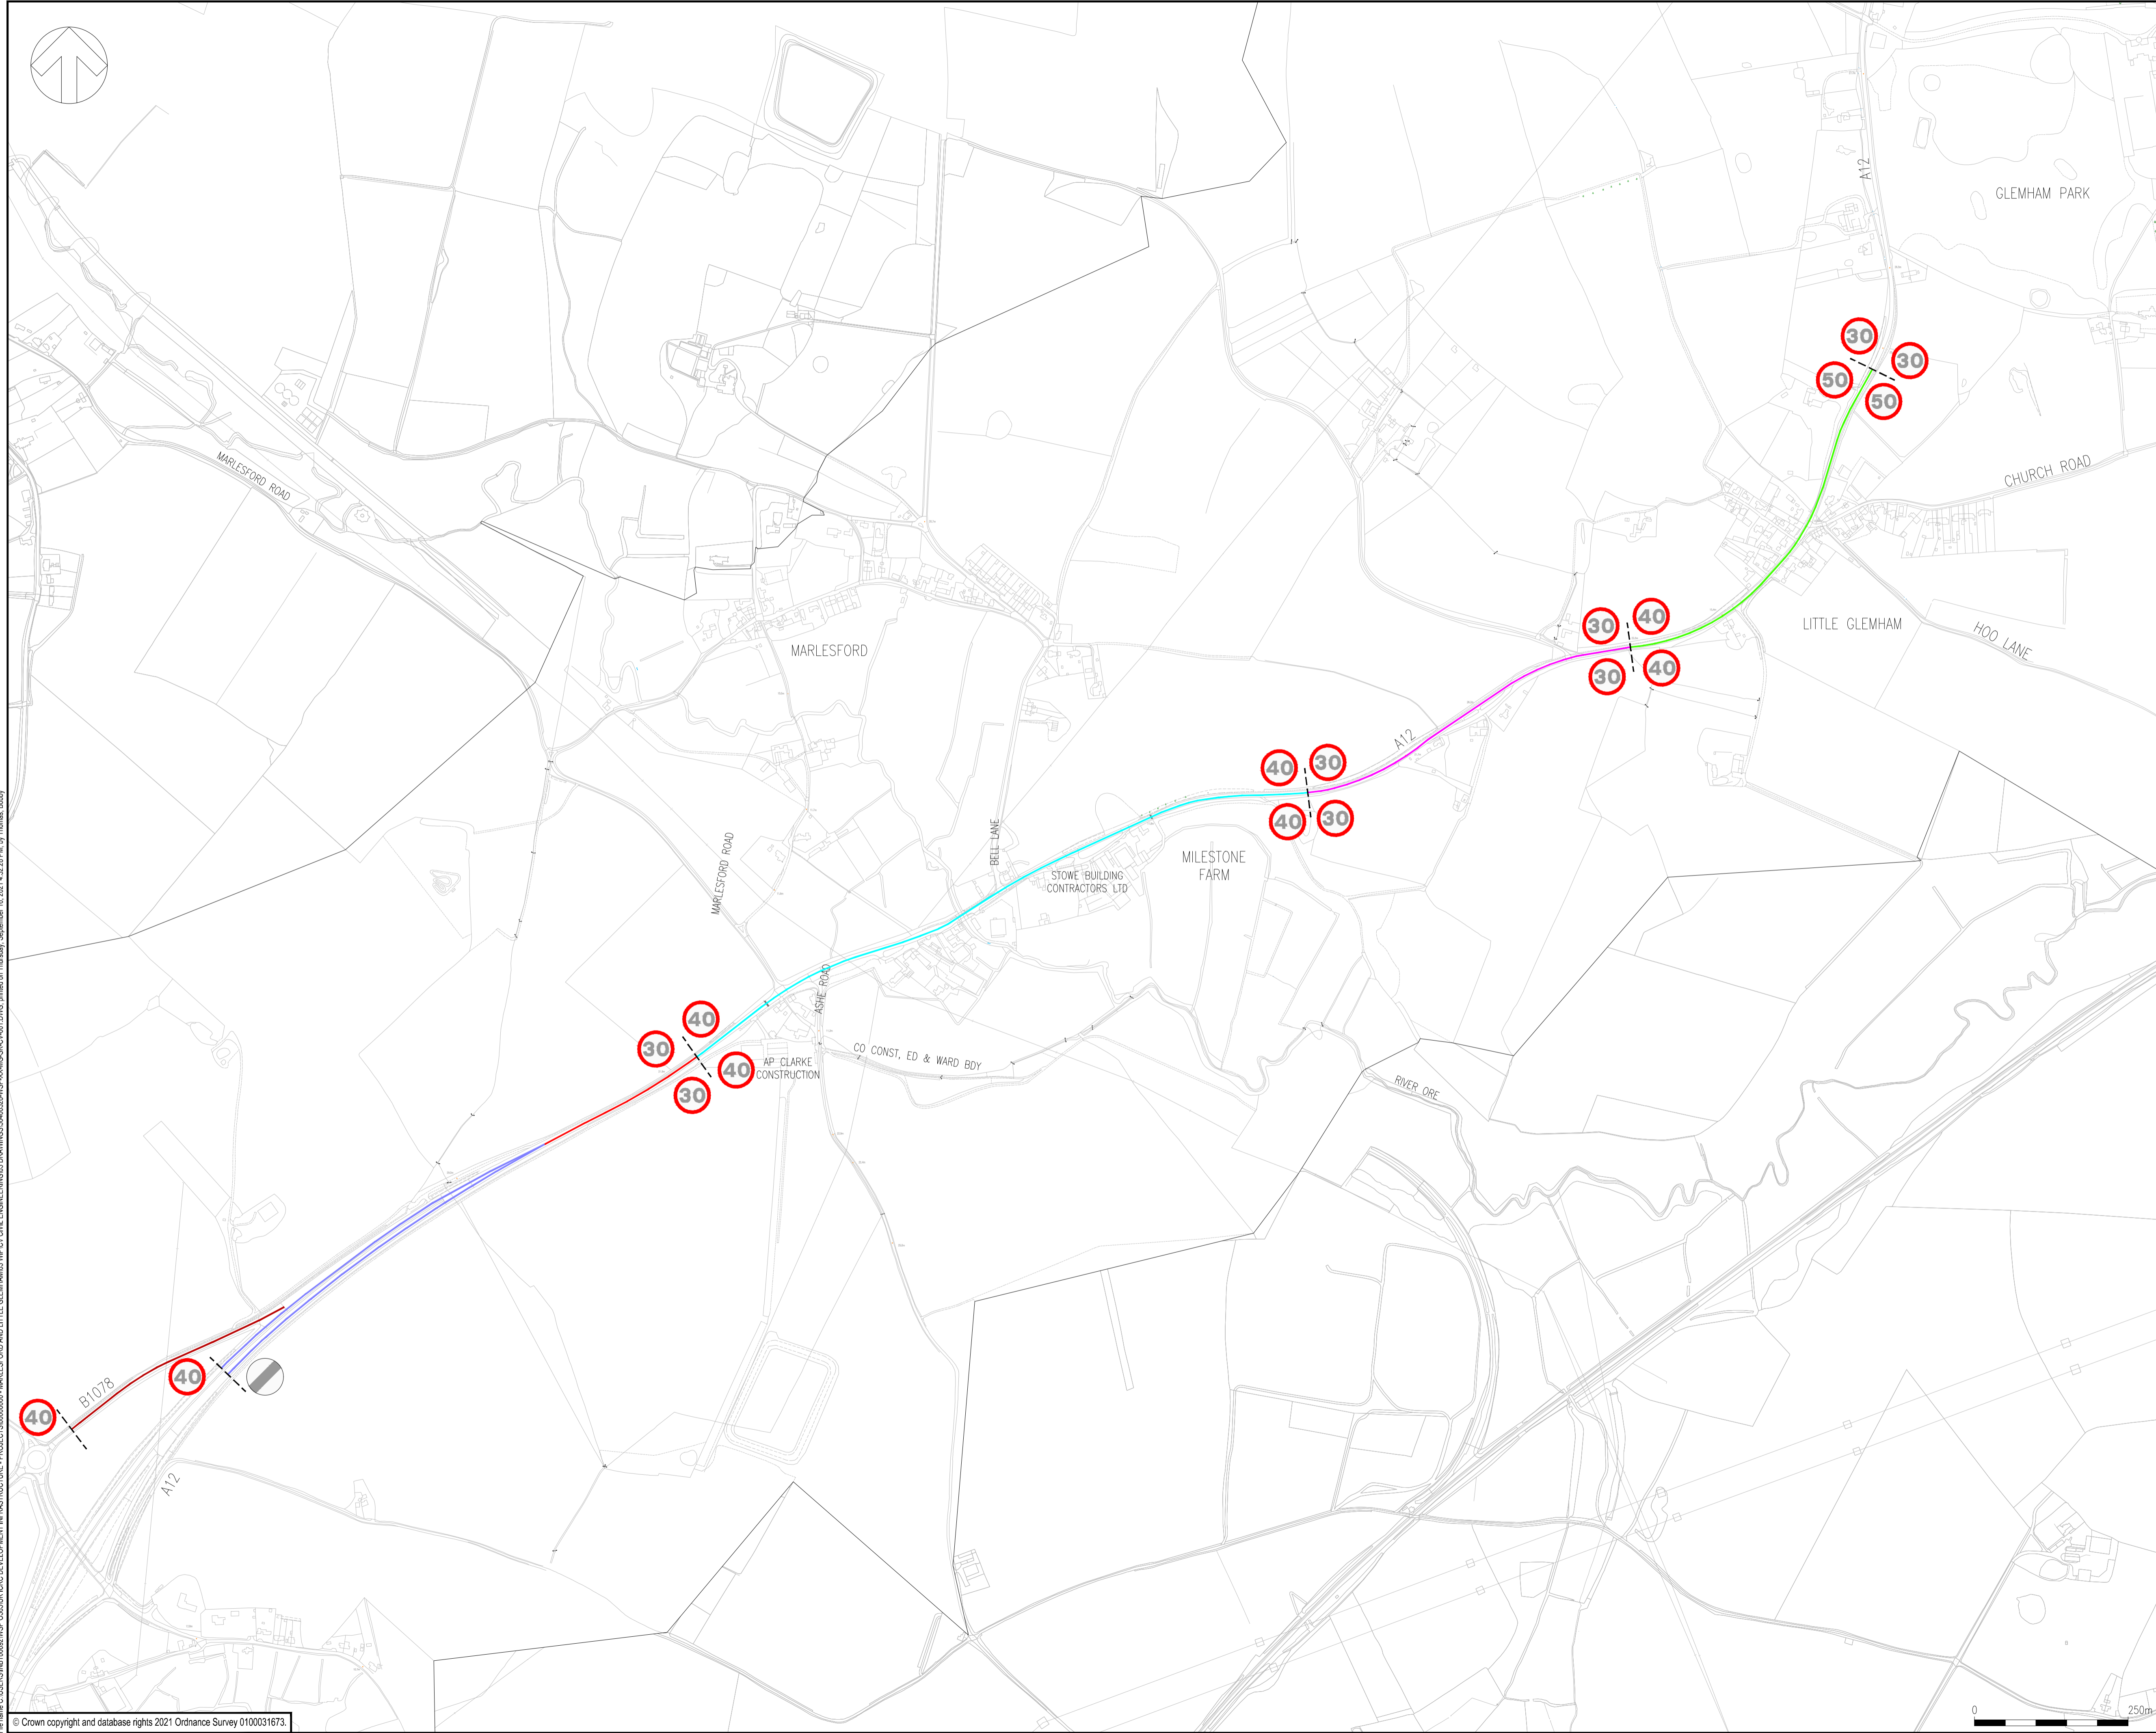 A12
GLEMHAM PARK
30
30
50
50
CHURCH ROAD
MARLESFORD ROAD
LITTLE GLEMHAM
HOO LANE
30
40
30
40
MARLESFORD
A12
40
30
40
30
MILESTONE
FARM
BELL LANE
STOWE BUILDING
CONTRACTORS LTD
MARLESFORD ROAD
ASHE ROAD
40
30
40
30
AP CLARKE
CONSTRUCTION
CO CONST, ED & WARD BDY
RIVER ORE
B1078
40
40
A12
0
250m
© Crown copyright and database rights 2021 Ordnance Survey 0100031673.